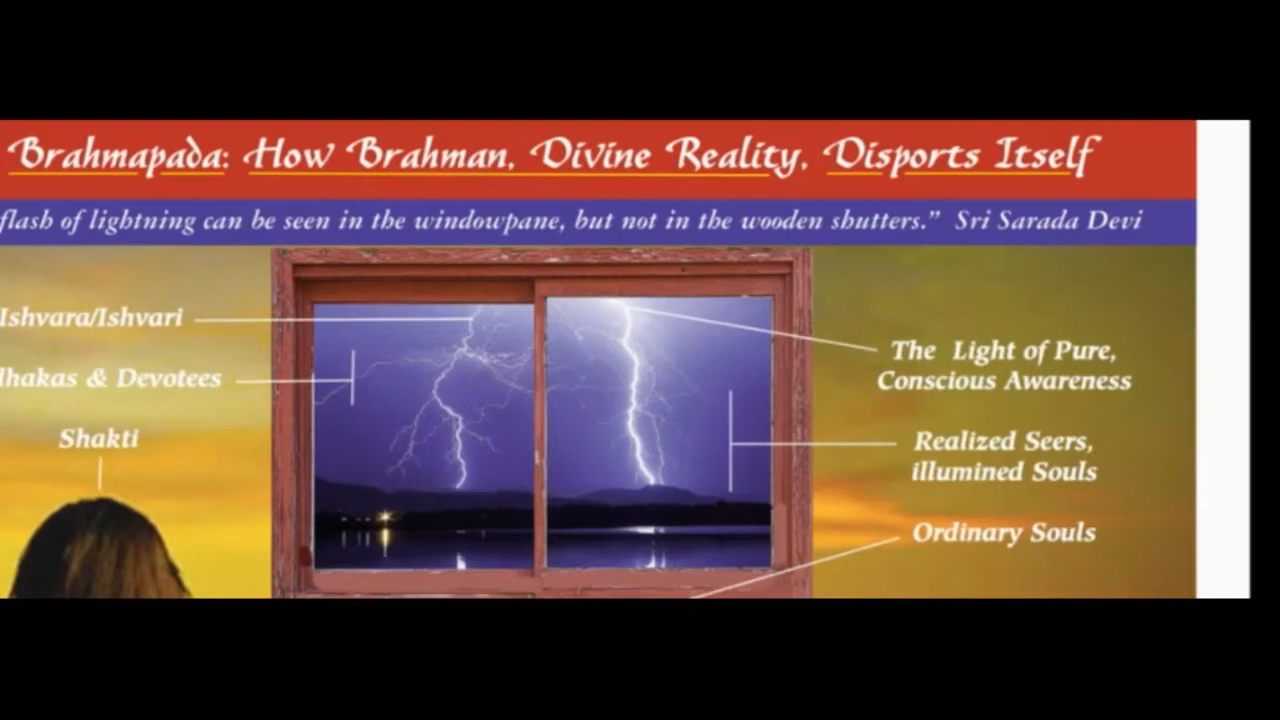 Brahmapada: How Brahman, Divine Reality, Disports Itself
flash of lightning can be seen in the windowpane, but not in the wooden shutters." Sri Sarada Devi
Ishvara/Ishvari
& Devotees
Shakti
The Light of Pure,
Conscious Awareness
Realized Seers,
illumined Souls
Ordinary Souls